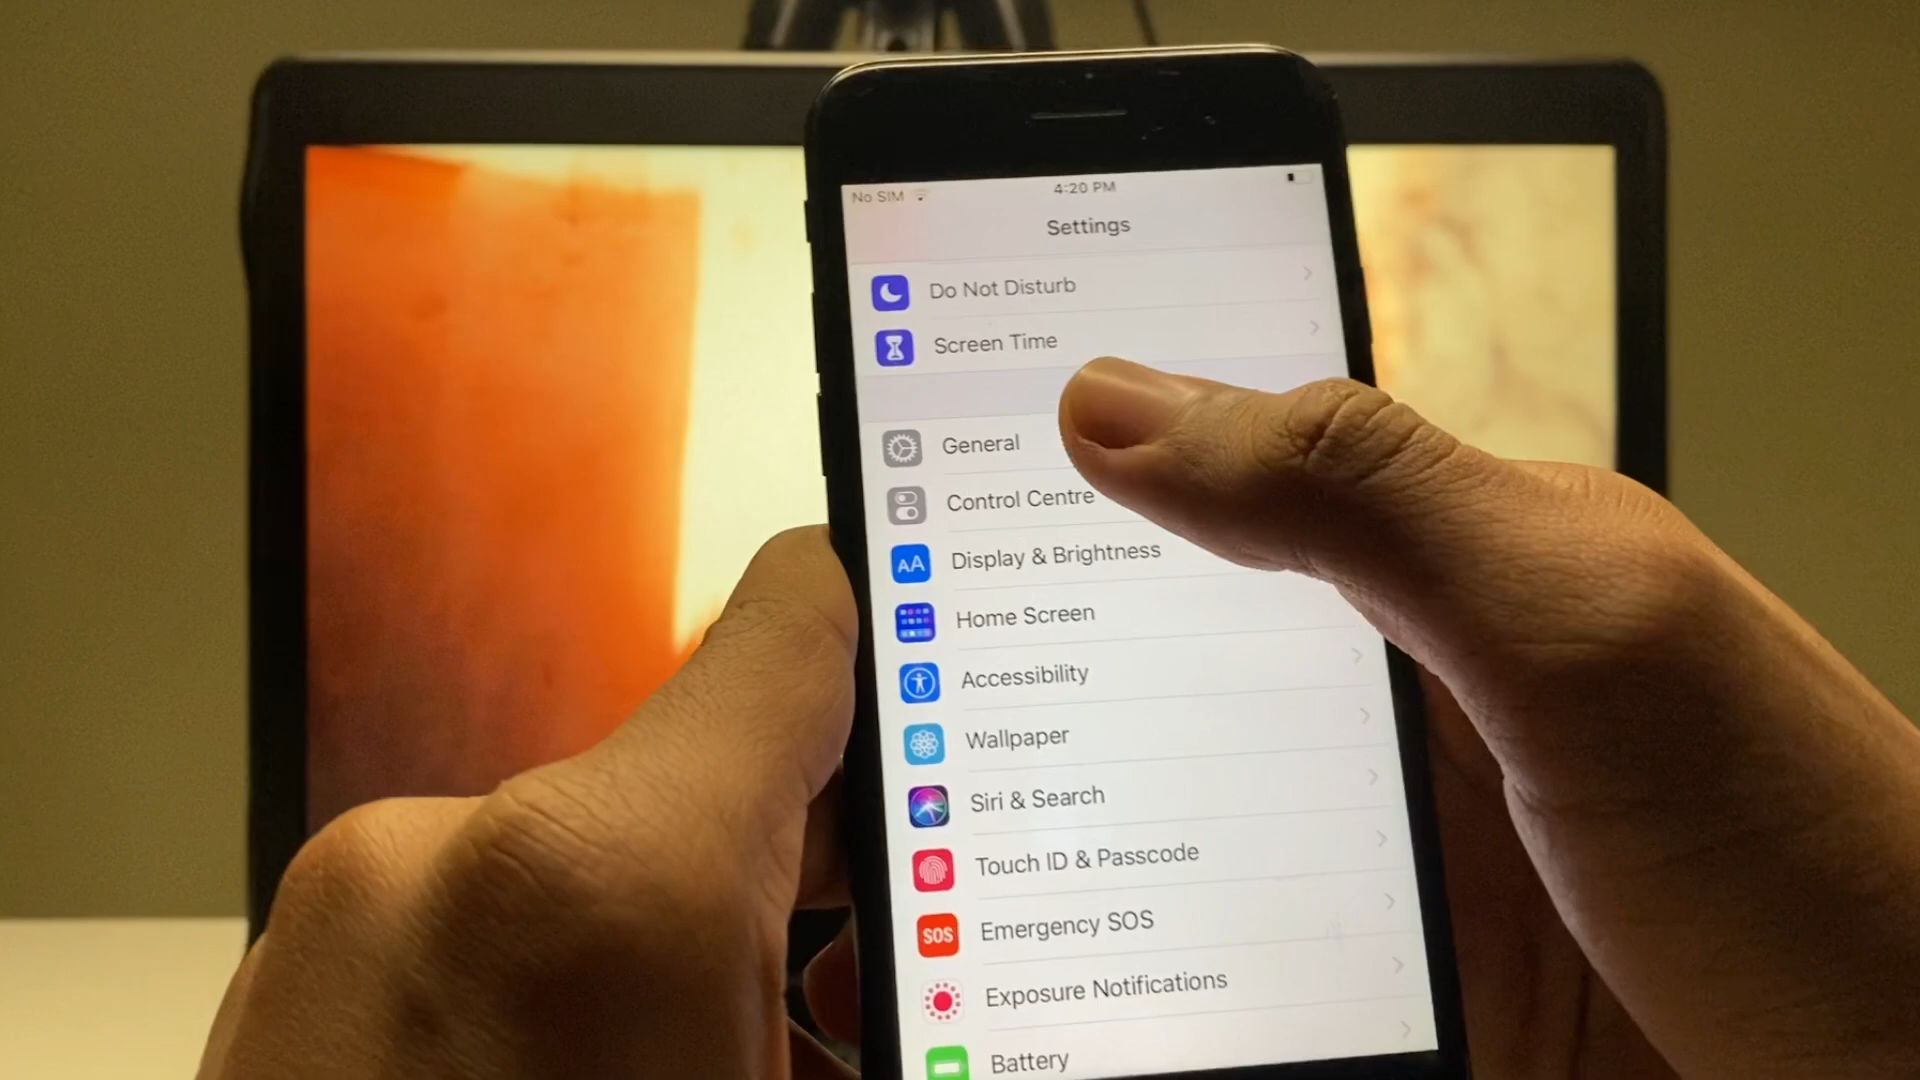 No SIM 4:20 PM
Settings
Do Not Disturb
Screen Time
General
Control Centre
AA Display & Brightness
Home Screen
Accessibility
Wallpaper
Siri & Search
Touch ID & Passcode
SOS Emergency SOS
Exposure Notifications
Battery